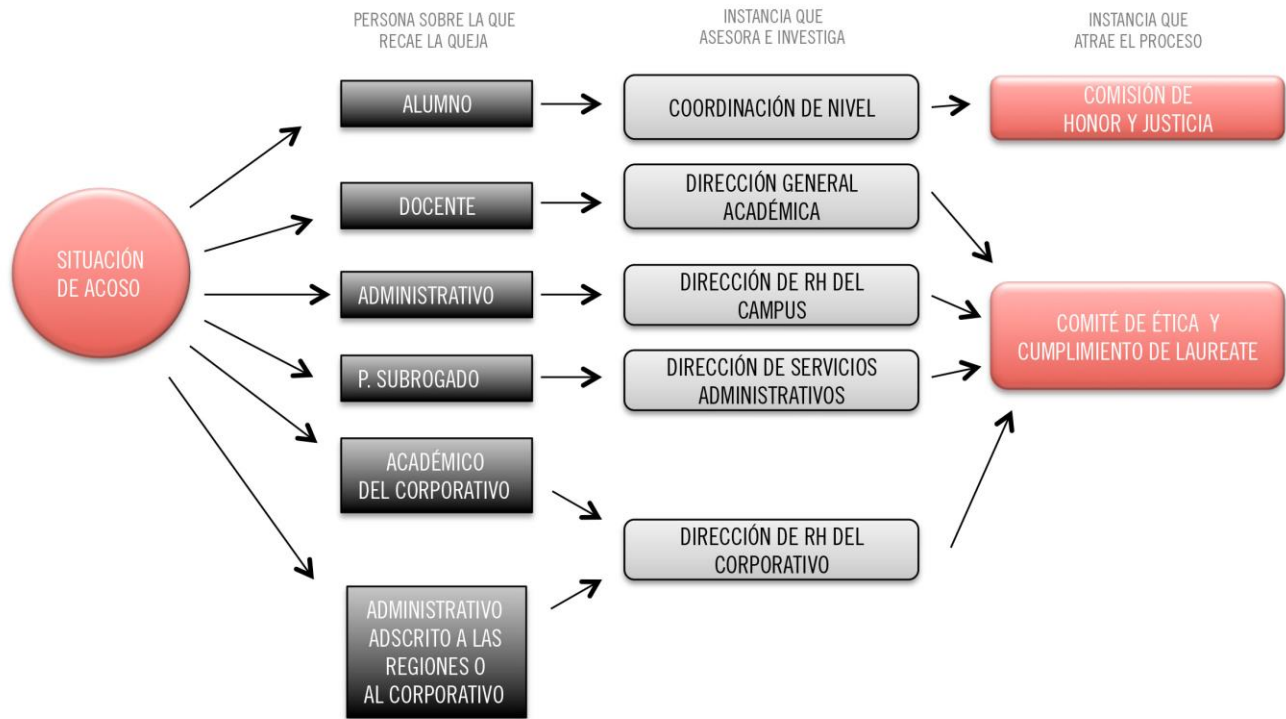 PERSONA SOBRE LA QUE
RECAE LA QUEJA
INSTANCIA QUE
ASESORA E INVESTIGA
INSTANCIA QUE
ATRAE EL PROCESO
SITUACIÓN
DE ACOSO
ALUMNO
COORDINACIÓN DE NIVEL
COMISIÓN DE
HONOR Y JUSTICIA
DOCENTE
DIRECCIÓN GENERAL
ACADÉMICA
ADMINISTRATIVO
DIRECCIÓN DE RH DEL
CAMPUS
COMITÉ DE ÉTICA Y
CUMPLIMIENTO DE LAUREATE
P. SUBROGADO
DIRECCIÓN DE SERVICIOS
ADMINISTRATIVOS
ACADÉMICO
DEL CORPORATIVO
DIRECCIÓN DE RH DEL
CORPORATIVO
ADMINISTRATIVO
ADSCRITO A LAS
REGIONES O
AL CORPORATIVO